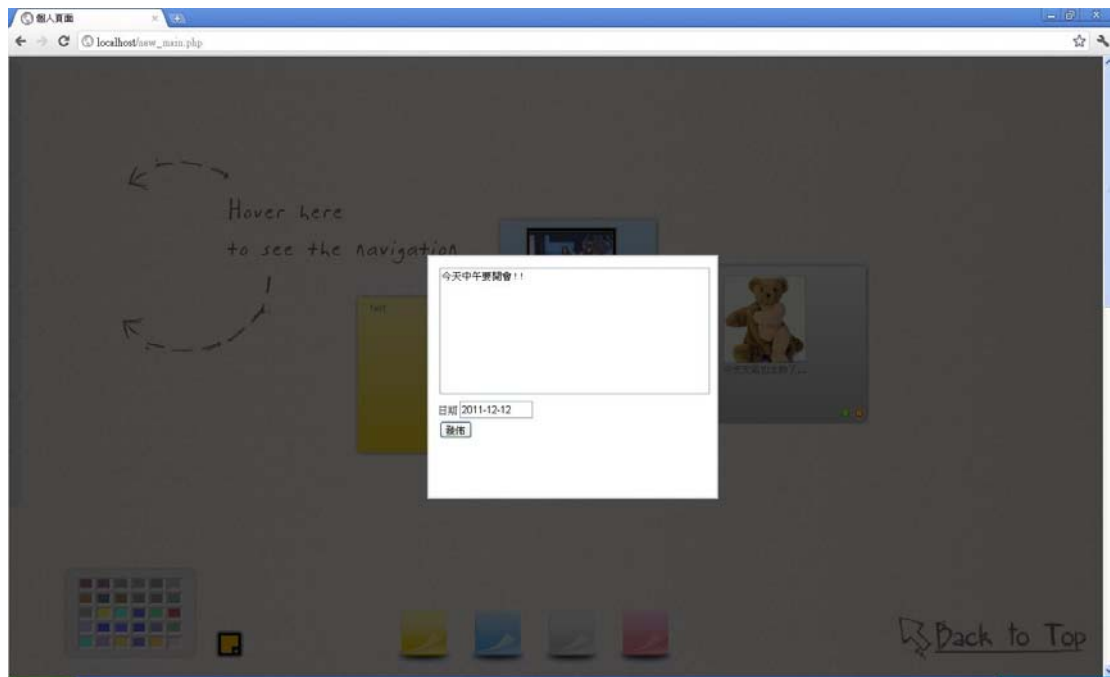 個人頁面
localhost/new_main.php
Hover here
to see the navigation
Text
今天中午要開會!!
日期 2011-12-12
發佈
Back to Top